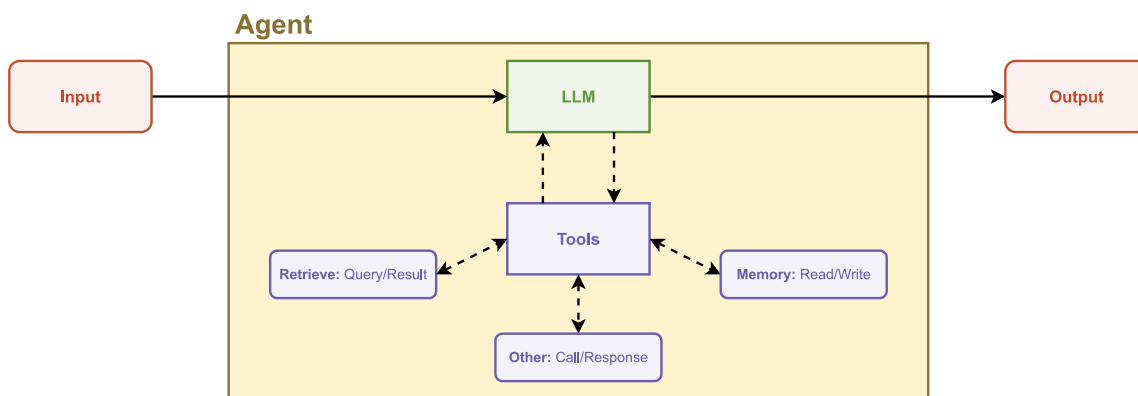 Agent
Input
LLM
Output
Tools
Retrieve: Query/Result
Memory: Read/Write
Other: Call/Response